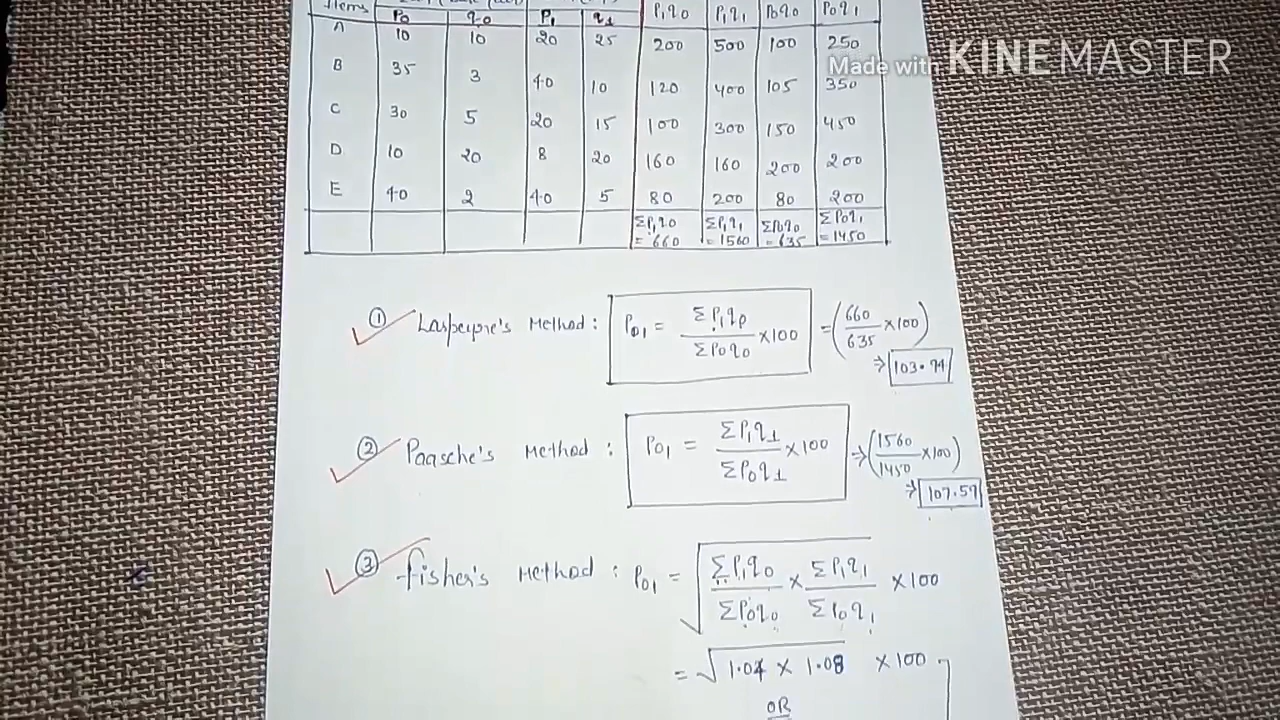 Items
P₁q₀ P₁q₁ P₀q₀ P₀q₁
P₀ q₀ P₁ q₁
A 10 10 20 25 200 500 100 250
Made with KINEMASTER
B 35 3 40 10 120 400 105 350
C 30 5 20 15 100 300 150 450
D 10 20 8 20 160 160 200 200
E 40 2 40 5 80 200 80 200
ΣP₁q₀ ΣP₁q₁ ΣP₀q₀ ΣP₀q₁
= 660 = 1560 = 635 = 1450
① Laspeyre's Method : P₀₁ = ΣP₁q₀ / ΣP₀q₀ × 100 = (660 / 635 × 100)
⇒ 103.94
② Paasche's Method : P₀₁ = ΣP₁q₁ / ΣP₀q₁ × 100 ⇒ (1560 / 1450 × 100)
⇒ 107.59
③ Fisher's Method : P₀₁ = √ ΣP₁q₀ / ΣP₀q₀ × ΣP₁q₁ / ΣP₀q₁ × 100
= √ 1.04 × 1.08 × 100
OR